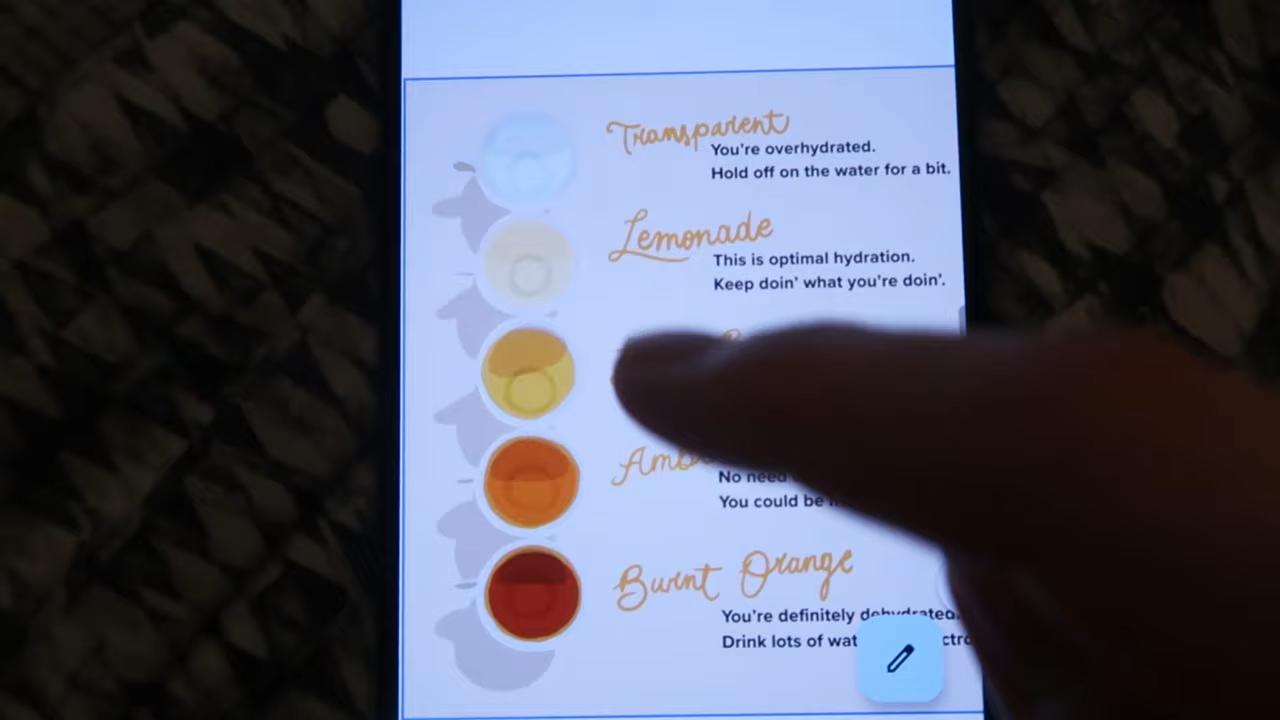 Transparent
You're overhydrated.
Hold off on the water for a bit.
Lemonade
This is optimal hydration.
Keep doin' what you're doin'.
No need
You could be
Burnt Orange
You're definitely dehydrated.
Drink lots of